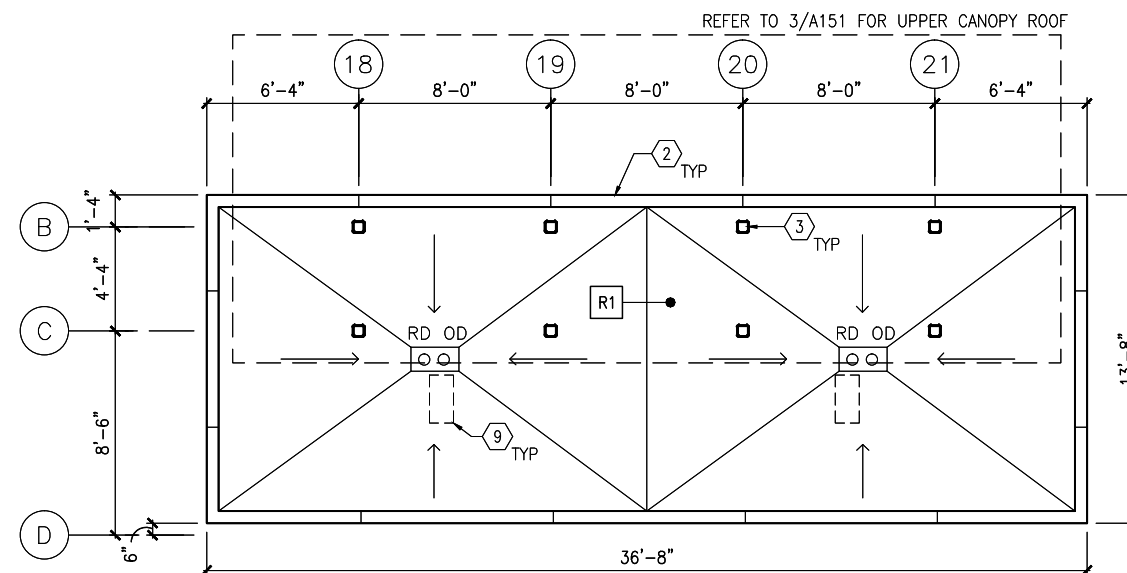 REFER TO 3/A151 FOR UPPER CANOPY ROOF
18 19 20 21
6'-4" 8'-0" 8'-0" 8'-0" 6'-4"
2 TYP
1'-4"
B
3 TYP
4'-4"
R1
C
RD OD RD OD
13'-8"
8'-6"
9 TYP
D
6"
36'-8"